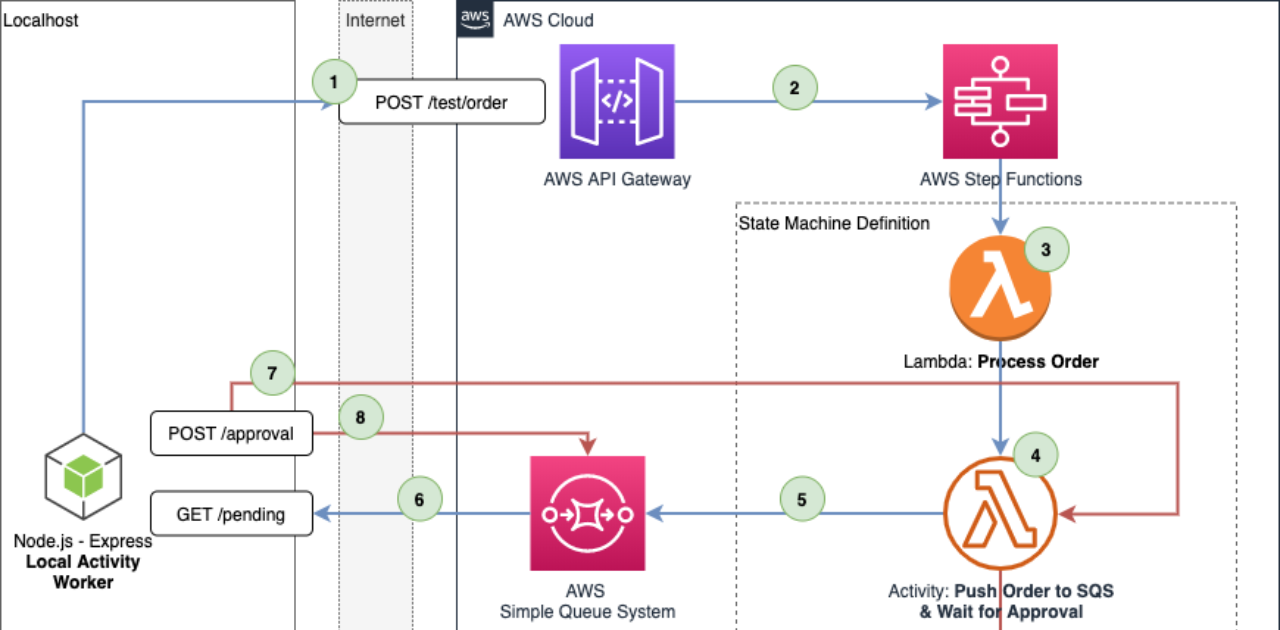 Localhost
Internet
aws
AWS Cloud
1
POST /test/order
</>
2
AWS API Gateway
AWS Step Functions
State Machine Definition
3
Lambda: Process Order
7
POST /approval
8
4
GET /pending
6
5
Node.js - Express
Local Activity
Worker
AWS
Simple Queue System
Activity: Push Order to SQS
& Wait for Approval